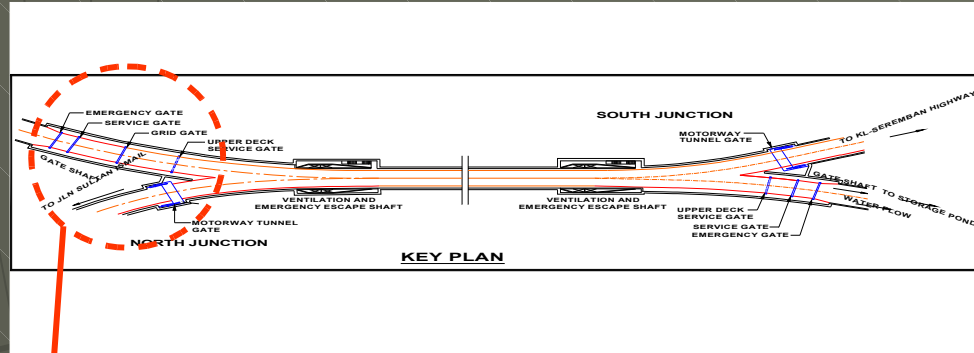 EMERGENCY GATE
SERVICE GATE
GRID GATE
UPPER DECK
SERVICE GATE
GATE SHAFT
TO JLN SULTAN ISMAIL
MOTORWAY TUNNEL
GATE
NORTH JUNCTION
VENTILATION AND
EMERGENCY ESCAPE SHAFT
KEY PLAN
SOUTH JUNCTION
MOTORWAY
TUNNEL GATE
TO KL-SEREMBAN HIGHWAY
VENTILATION AND
EMERGENCY ESCAPE SHAFT
GATE SHAFT
TO STORAGE POND
WATER FLOW
UPPER DECK
SERVICE GATE
SERVICE GATE
EMERGENCY GATE